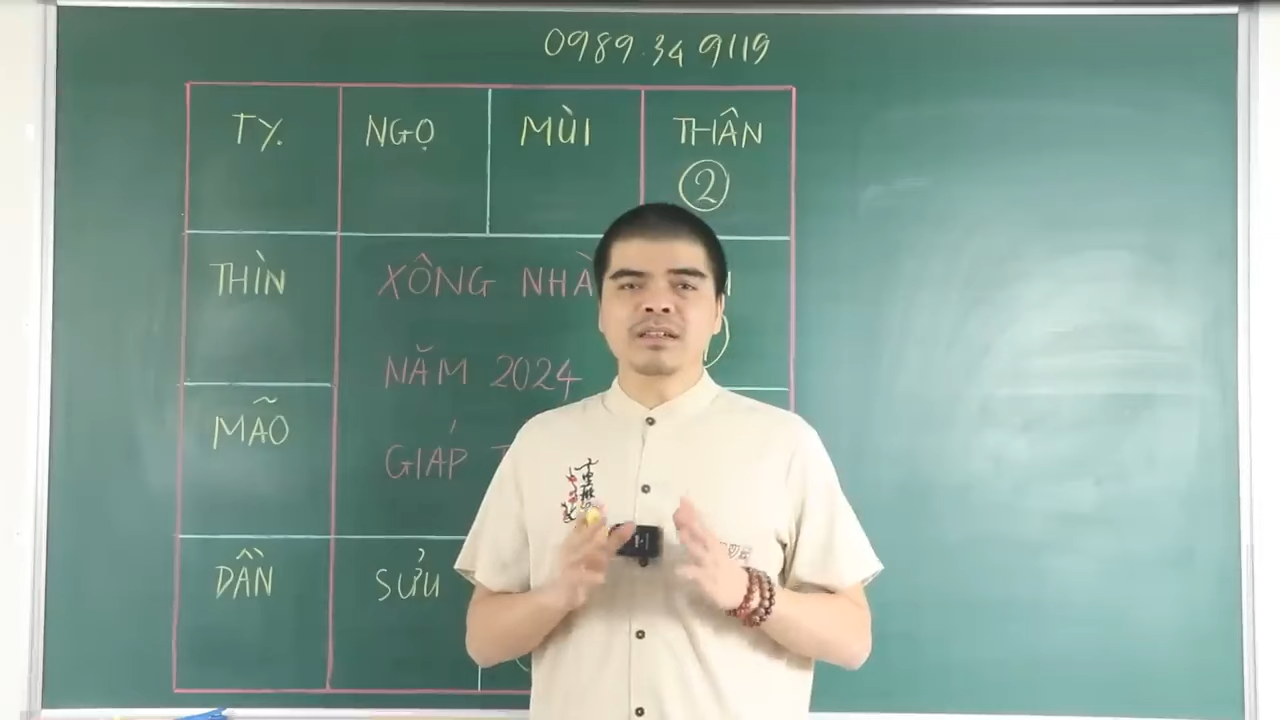 0989.34 9119
TỴ. NGỌ MÙI THÂN
2
THÌN XÔNG NHÀ
NĂM 2024
MÃO GIÁP
DẦN SỬU